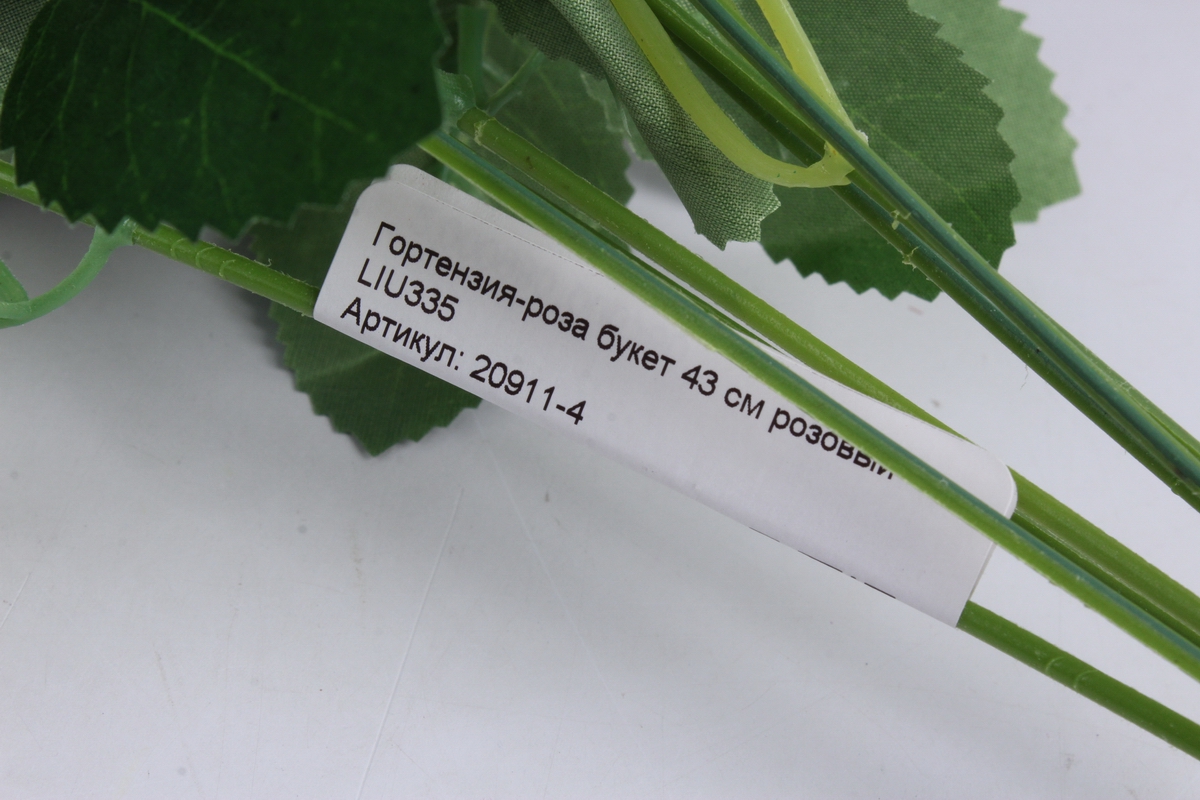 Гортензия-роза букет 43 см розовый
LIU335
Артикул: 20911-4